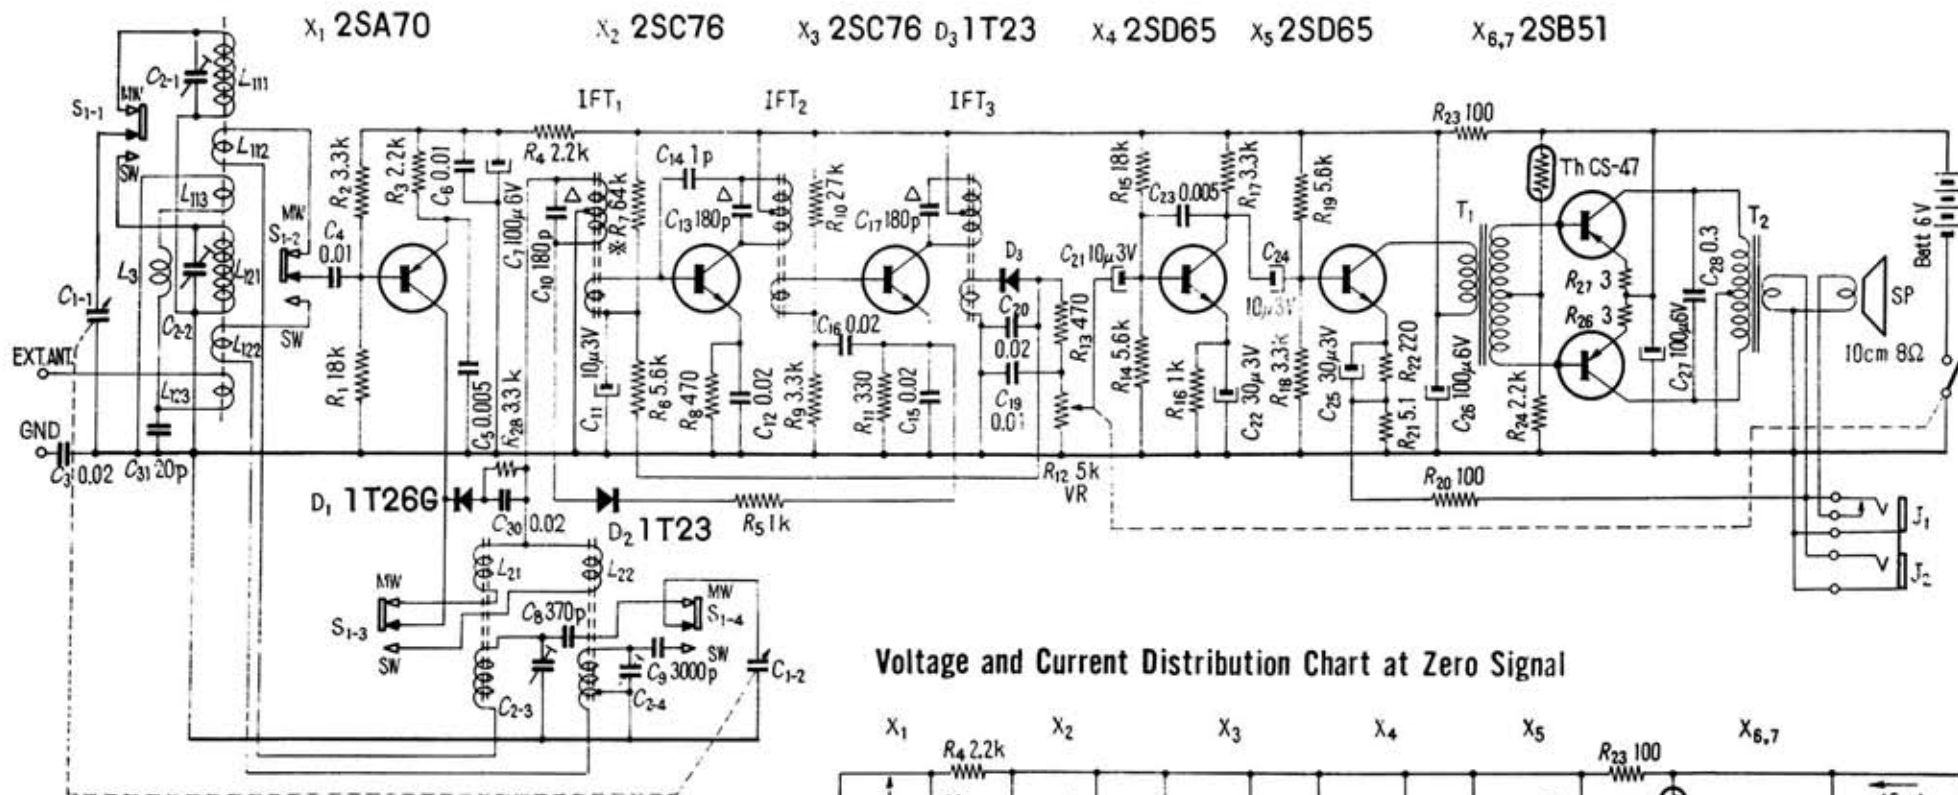 X₁ 2SA70
X₂ 2SC76
X₃ 2SC76
D₃ 1T23
X₄ 2SD65
X₅ 2SD65
X₆,₇ 2SB51
IFT₁
IFT₂
IFT₃
C₂₋₁
L₁₁₁
MW
S₁₋₁
SW
L₁₁₂
L₁₁₃
MW
S₁₋₂
SW
L₃
L₁₂₁
C₁₋₁
C₂₋₂
L₁₂₂
L₁₂₃
EXT.ANT.
GND
C₃ 0.02
C₃₁ 20p
C₄
0.01
R₂ 3.3k
R₁ 18k
R₃ 2.2k
C₆ 0.01
C₇ 100μ 6V
C₅ 0.005
R₂₈ 3.3k
R₄ 2.2k
C₁₀ 180p
△
※R₇ 64k
C₁₁ 10μ3V
R₆ 5.6k
R₈ 470
C₁₂ 0.02
C₁₄ 1p
△
C₁₃ 180p
R₁₀ 27k
R₉ 3.3k
C₁₆ 0.02
R₁₁ 330
C₁₅ 0.02
△
C₁₇ 180p
D₃
C₂₀
0.02
C₁₉
0.01
R₁₃ 470
R₁₂ 5k
VR
C₂₁ 10μ3V
R₁₅ 18k
R₁₄ 5.6k
C₂₃ 0.005
R₁₇ 3.3k
R₁₆ 1k
C₂₂ 30μ3V
C₂₄
10μ3V
R₁₉ 5.6k
R₁₈ 3.3k
C₂₅ 30μ3V
R₂₂ 220
R₂₁ 5.1
R₂₀ 100
C₂₆ 100μ6V
R₂₃ 100
T₁
Th CS-47
R₂₄ 2.2k
R₂₇ 3
R₂₆ 3
C₂₇ 100μ6V
C₂₈ 0.3
T₂
SP
10cm 8Ω
Batt 6V
J₁
J₂
D₁ 1T26G
C₃₀ 0.02
D₂ 1T23
R₅ 1k
L₂₁
L₂₂
MW
S₁₋₃
SW
C₈ 370p
MW
S₁₋₄
SW
C₉ 3000p
C₂₋₃
C₂₋₄
C₁₋₂
Voltage and Current Distribution Chart at Zero Signal
X₁
X₂
X₃
X₄
X₅
X₆,₇
R₄ 2.2k
R₂₃ 100